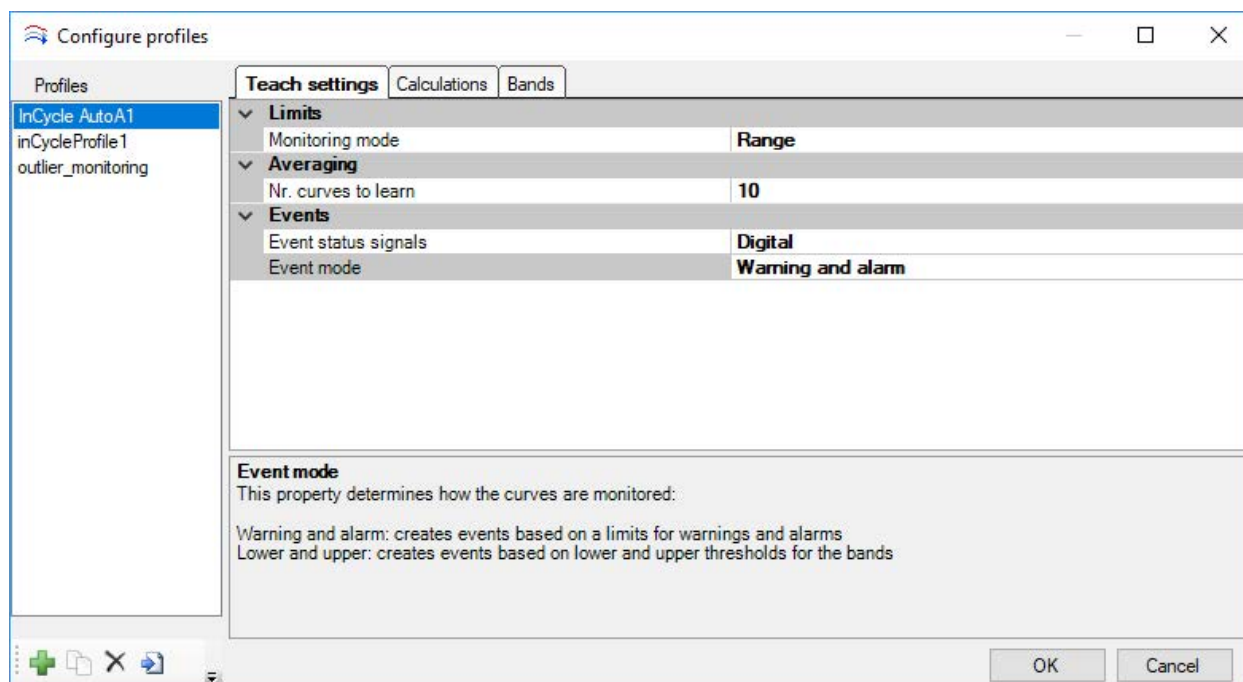 Configure profiles
Profiles
InCycle AutoA1
inCycleProfile1
outlier_monitoring
Teach settings Calculations Bands
Limits
Monitoring mode Range
Averaging
Nr. curves to learn 10
Events
Event status signals Digital
Event mode Warning and alarm
Event mode
This property determines how the curves are monitored:
Warning and alarm: creates events based on a limits for warnings and alarms
Lower and upper: creates events based on lower and upper thresholds for the bands
OK Cancel